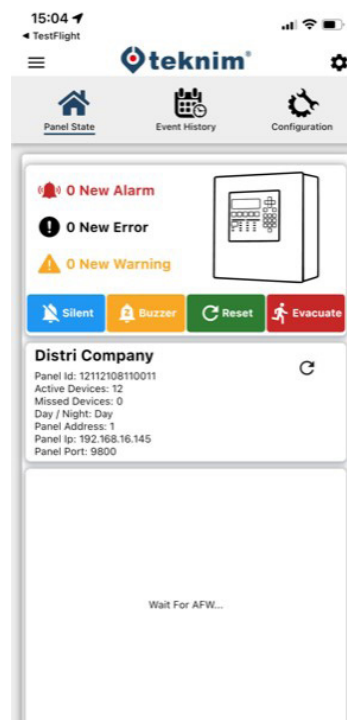 15:04
◀ TestFlight
teknim®
Panel State
Event History
Configuration
0 New Alarm
0 New Error
0 New Warning
Silent
Buzzer
Reset
Evacuate
Distri Company
Panel Id: 12112108110011
Active Devices: 12
Missed Devices: 0
Day / Night: Day
Panel Address: 1
Panel Ip: 192.168.16.145
Panel Port: 9800
Wait For AFW...